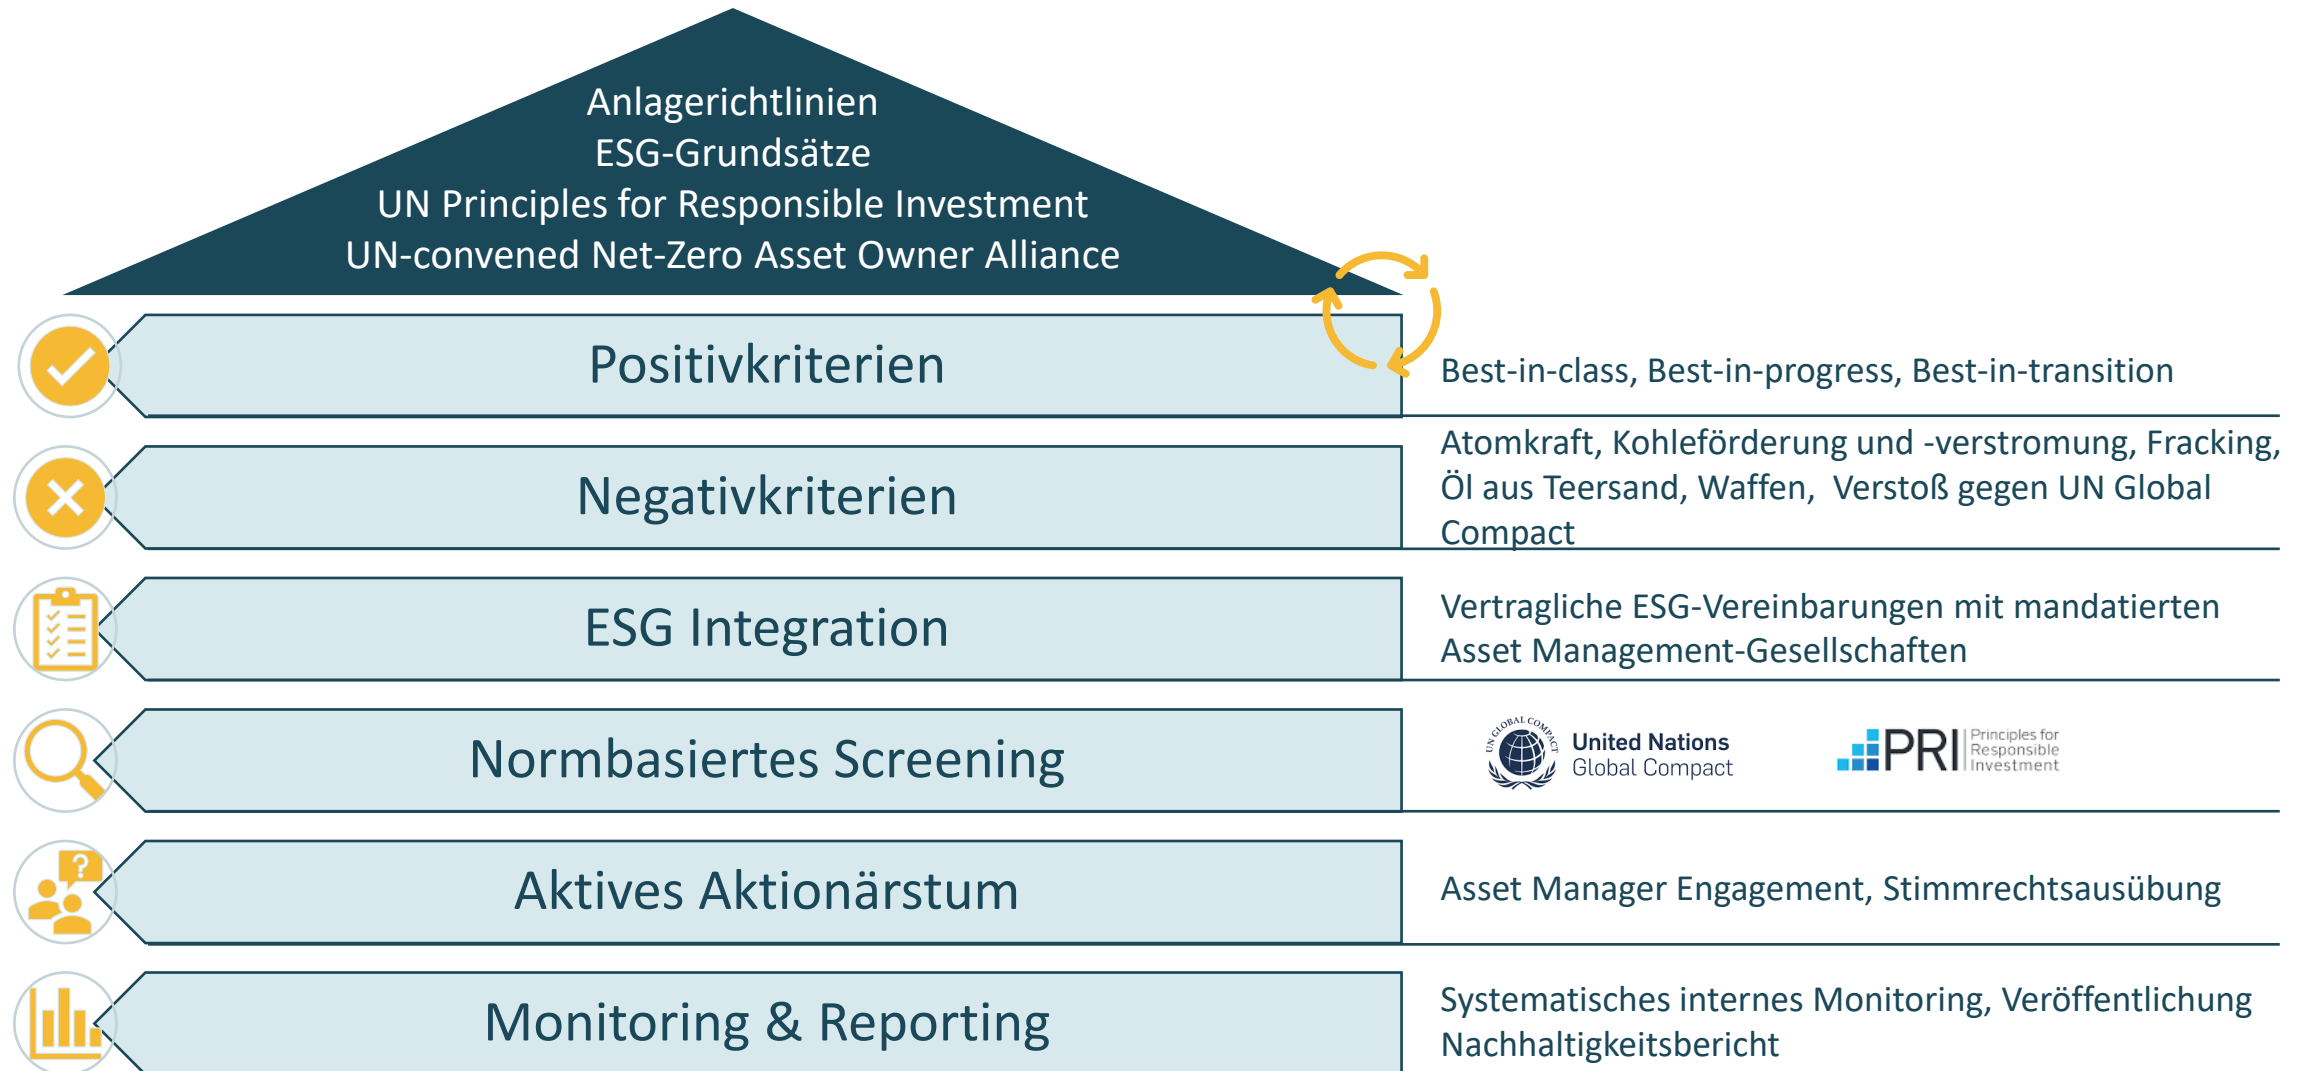 Anlagerichtlinien
ESG-Grundsätze
UN Principles for Responsible Investment
UN-convened Net-Zero Asset Owner Alliance
Positivkriterien
Best-in-class, Best-in-progress, Best-in-transition
Negativkriterien
Atomkraft, Kohleförderung und -verstromung, Fracking,
Öl aus Teersand, Waffen,  Verstoß gegen UN Global
Compact
ESG Integration
Vertragliche ESG-Vereinbarungen mit mandatierten
Asset Management-Gesellschaften
Normbasiertes Screening
UN GLOBAL COMPACT
United Nations
Global Compact
PRI
Principles for
Responsible
Investment
?
Aktives Aktionärstum
Asset Manager Engagement, Stimmrechtsausübung
Monitoring & Reporting
Systematisches internes Monitoring, Veröffentlichung
Nachhaltigkeitsbericht